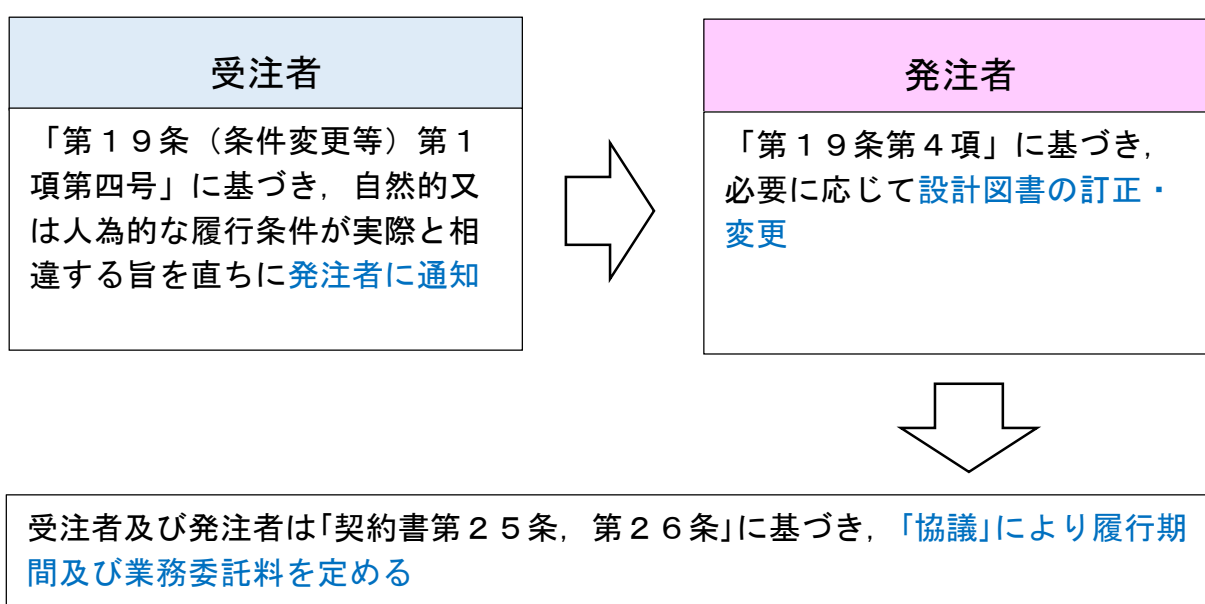 受注者
「第１９条（条件変更等）第１
項第四号」に基づき，自然的又
は人為的な履行条件が実際と相
違する旨を直ちに発注者に通知
発注者
「第１９条第４項」に基づき，
必要に応じて設計図書の訂正・
変更
受注者及び発注者は「契約書第２５条，第２６条」に基づき，「協議」により履行期
間及び業務委託料を定める